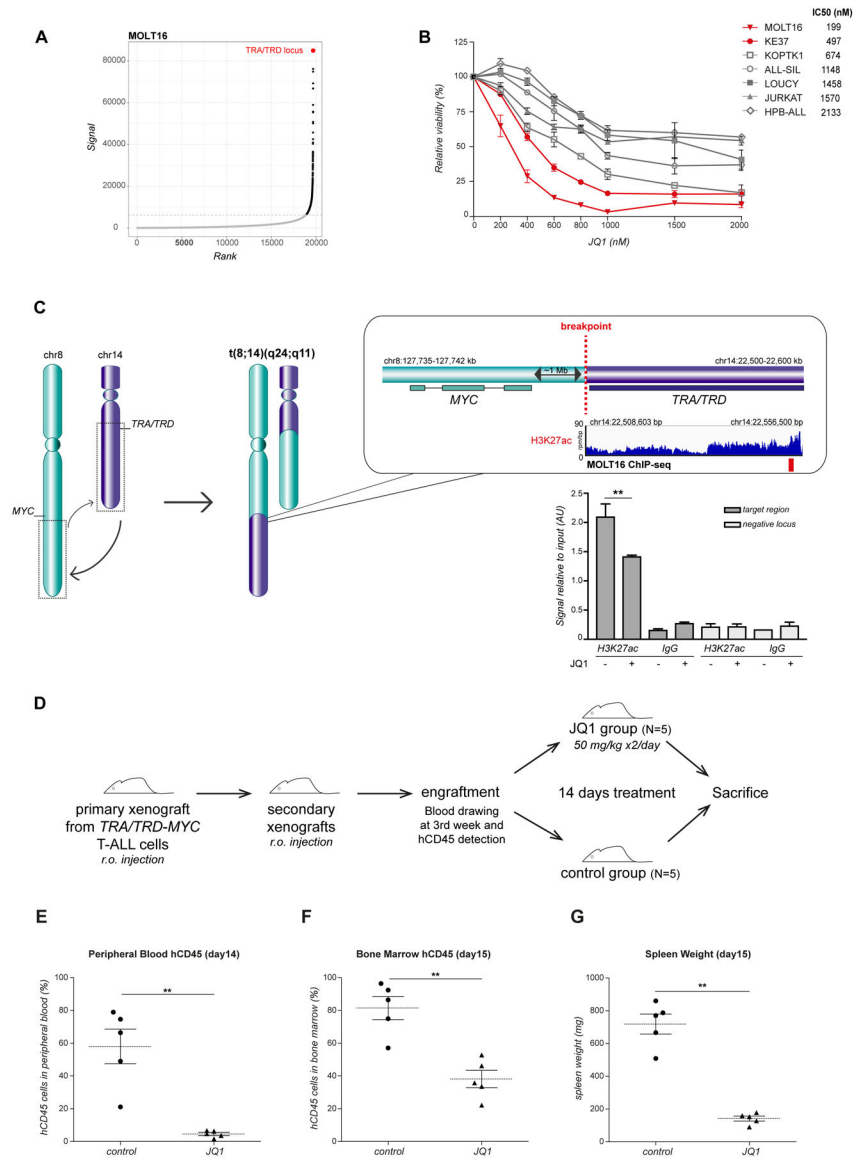 A
MOLT16
TRA/TRD locus
80000
60000
40000
20000
0
Signal
0
5000
10000
15000
20000
Rank
B
IC50 (nM)
MOLT16 199
KE37 497
KOPTK1 674
ALL-SIL 1148
LOUCY 1458
JURKAT 1570
HPB-ALL 2133
125
100
75
50
25
0
Relative viability (%)
0 200 400 600 800 1000 1500 2000
JQ1 (nM)
C
chr8
chr14
t(8;14)(q24;q11)
TRA/TRD
MYC
breakpoint
chr8:127,735-127,742 kb
chr14:22,500-22,600 kb
~1 Mb
MYC
TRA/TRD
chr14:22,508,603 bp
chr14:22,556,500 bp
90
rpm/bp
0
H3K27ac
MOLT16 ChIP-seq
2.5
2.0
1.5
1.0
0.5
0
Signal relative to input (AU)
**
target region
negative locus
H3K27ac IgG H3K27ac IgG
JQ1 - + - + - + - +
D
primary xenograft
from TRA/TRD-MYC
T-ALL cells
r.o. injection
secondary
xenografts
r.o. injection
engraftment
Blood drawing
at 3rd week and
hCD45 detection
JQ1 group (N=5)
50 mg/kg x2/day
14 days treatment
control group (N=5)
Sacrifice
E
Peripheral Blood hCD45 (day14)
100
80
60
40
20
0
hCD45 cells in peripheral blood (%)
**
control
JQ1
F
Bone Marrow hCD45 (day15)
100
80
60
40
20
0
hCD45 cells in bone marrow (%)
**
control
JQ1
G
Spleen Weight (day15)
1000
800
600
400
200
0
spleen weight (mg)
**
control
JQ1